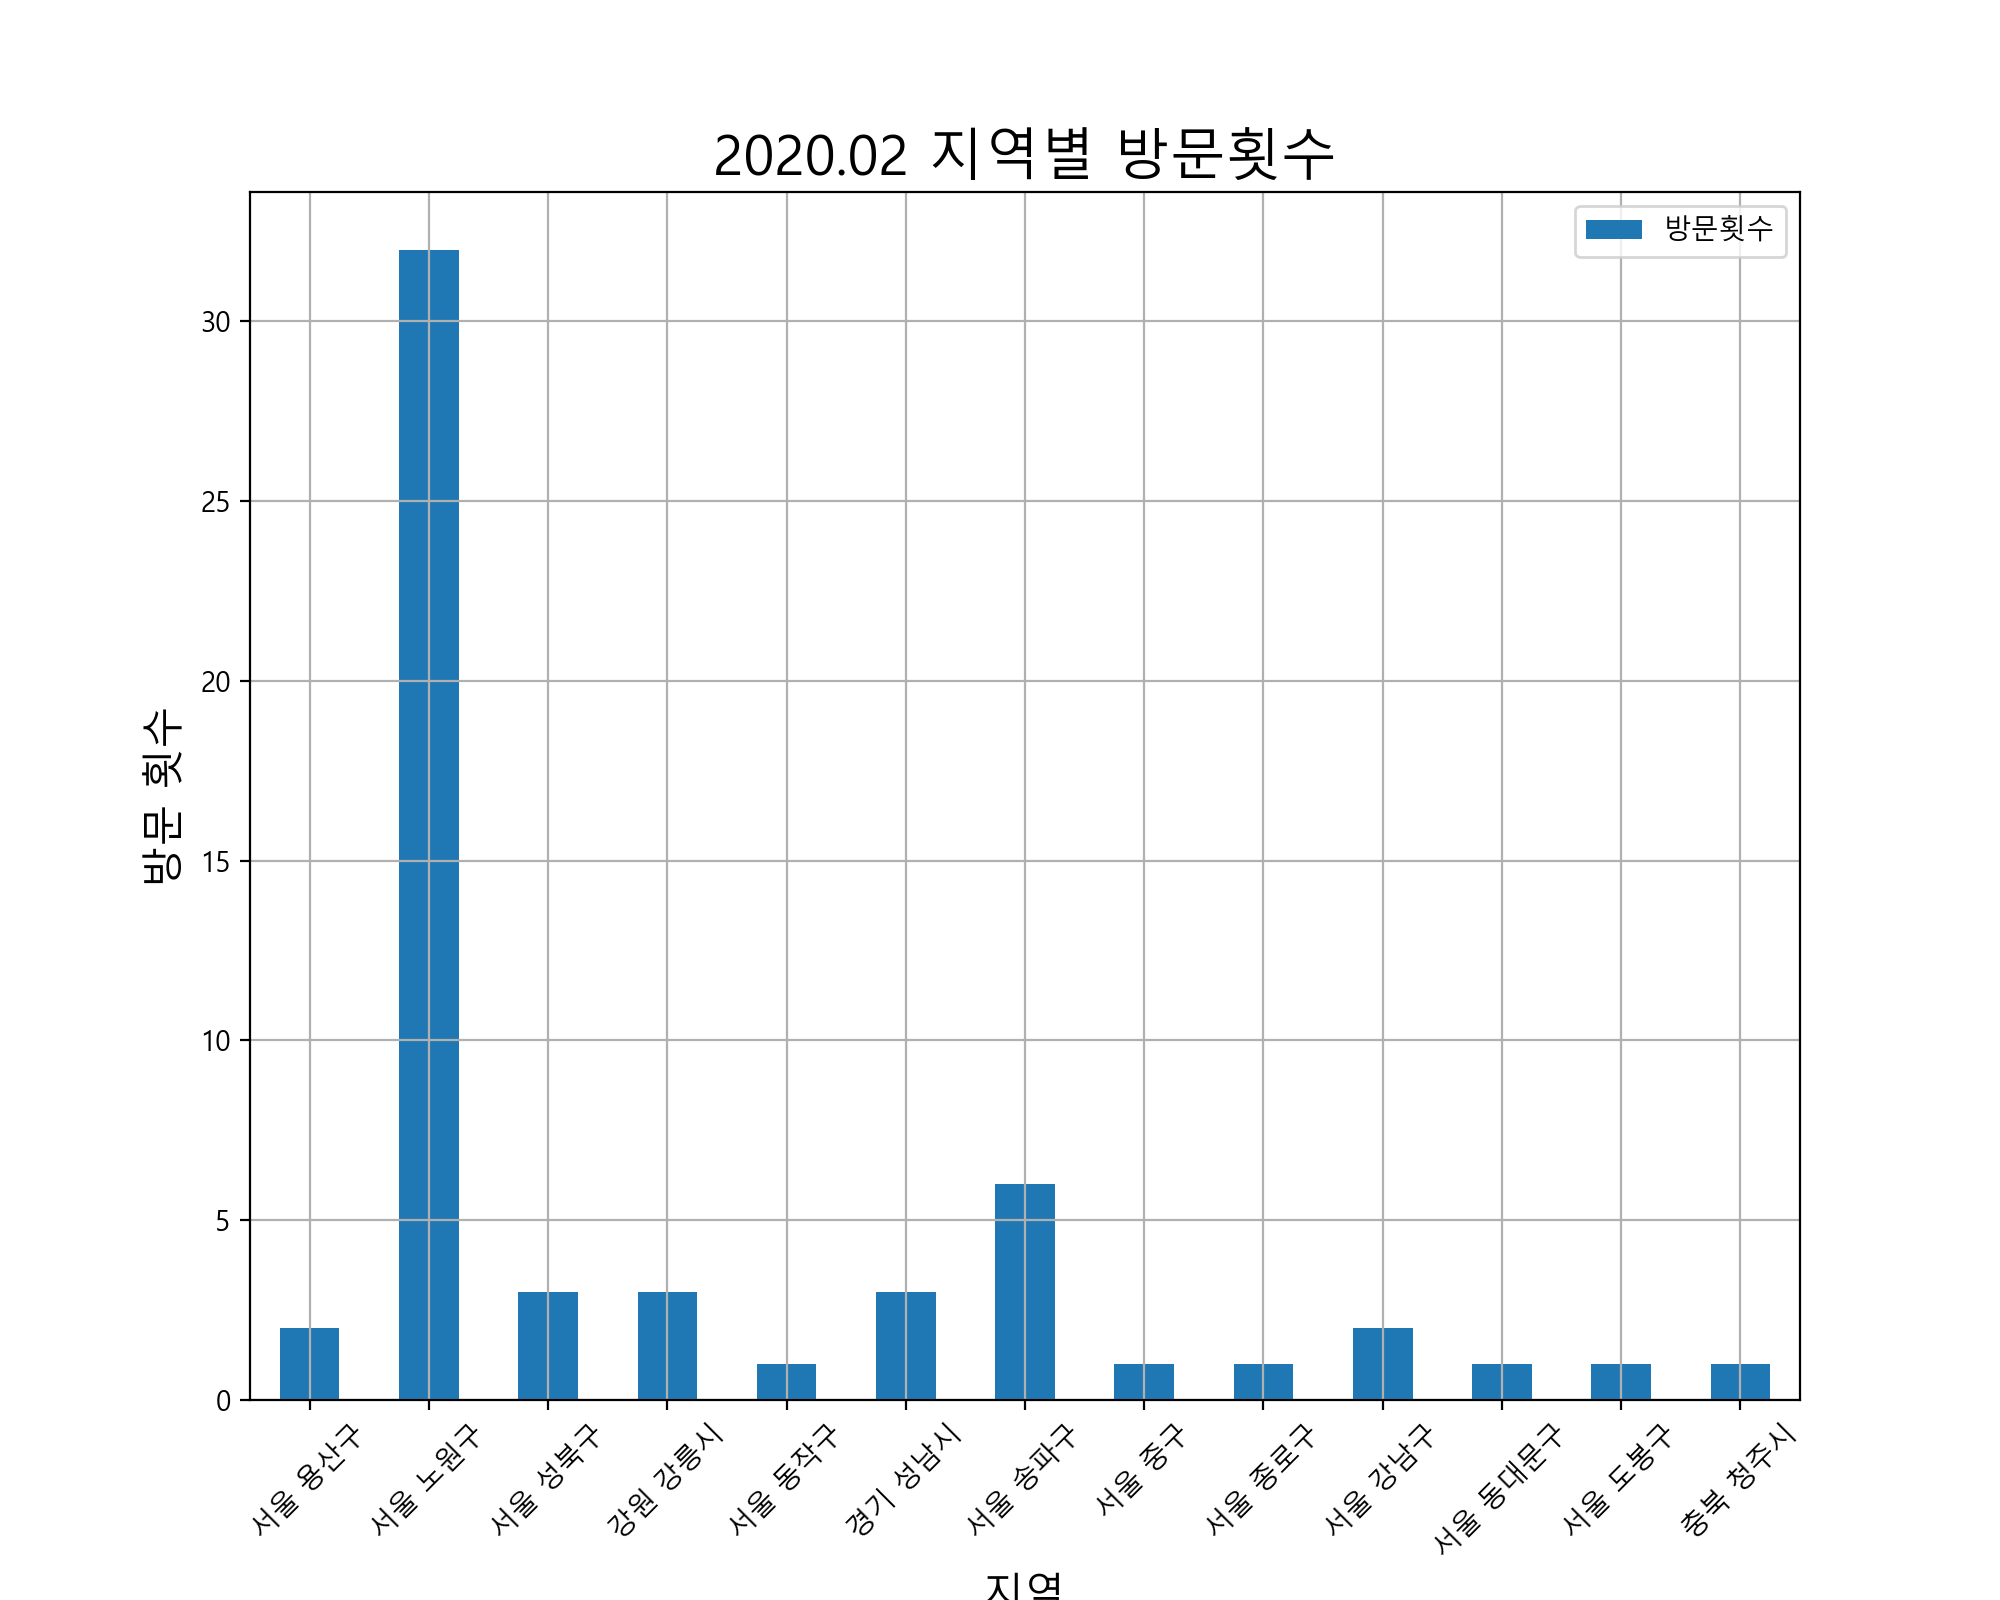 2020.02 지역별 방문횟수
방문횟수
방문 횟수
30
25
20
15
10
5
0
서울 용산구
서울 노원구
서울 성북구
강원 강릉시
서울 동작구
경기 성남시
서울 송파구
서울 중구
서울 종로구
서울 강남구
서울 동대문구
서울 도봉구
충북 청주시
지역